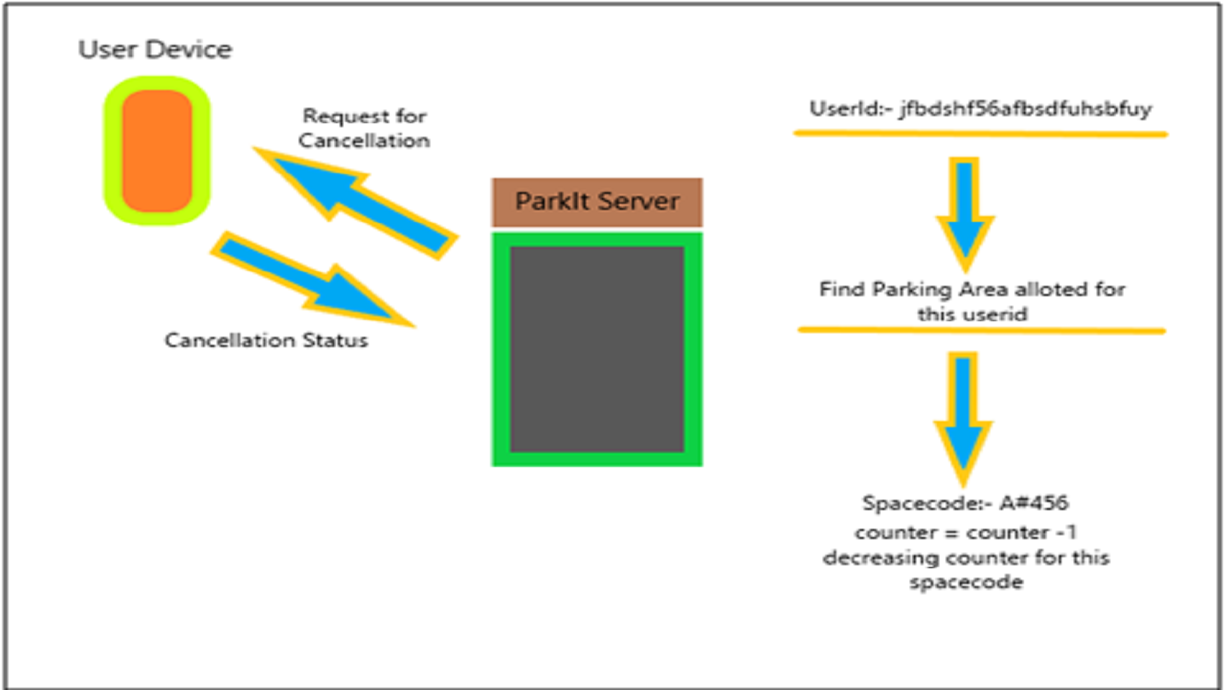 User Device
Request for
Cancellation
Cancellation Status
ParkIt Server
UserId:- jfbdshf56afbsdfuhsbfuy
Find Parking Area alloted for
this userid
Spacecode:- A#456
counter = counter -1
decreasing counter for this
spacecode